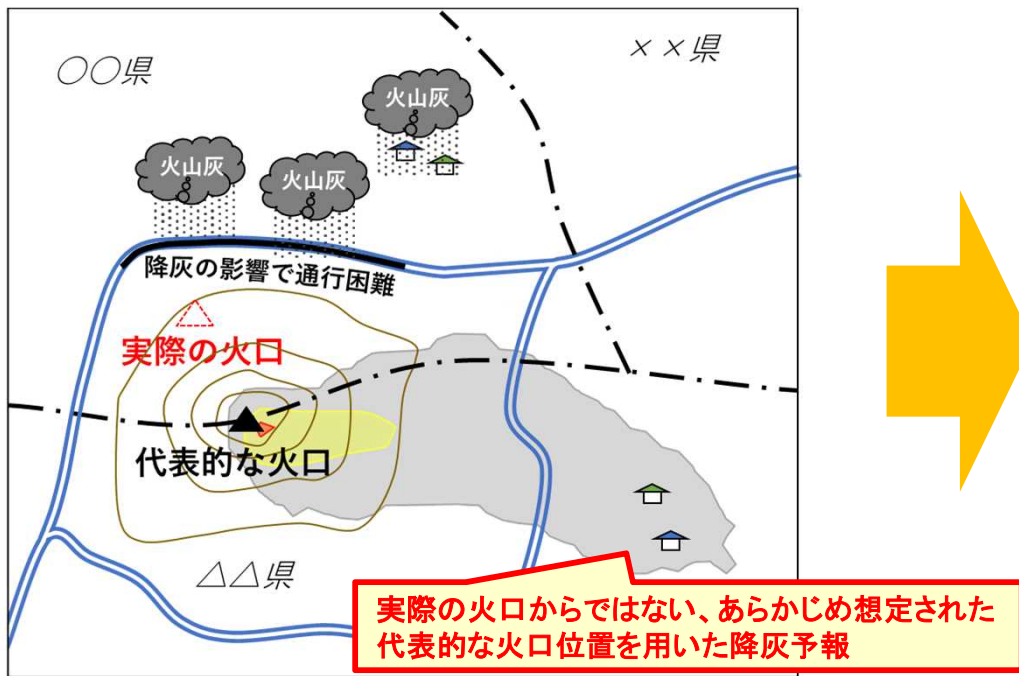 ○○県
××県
火山灰
火山灰
火山灰
降灰の影響で通行困難
実際の火口
代表的な火口
△△県
実際の火口からではない、あらかじめ想定された
代表的な火口位置を用いた降灰予報